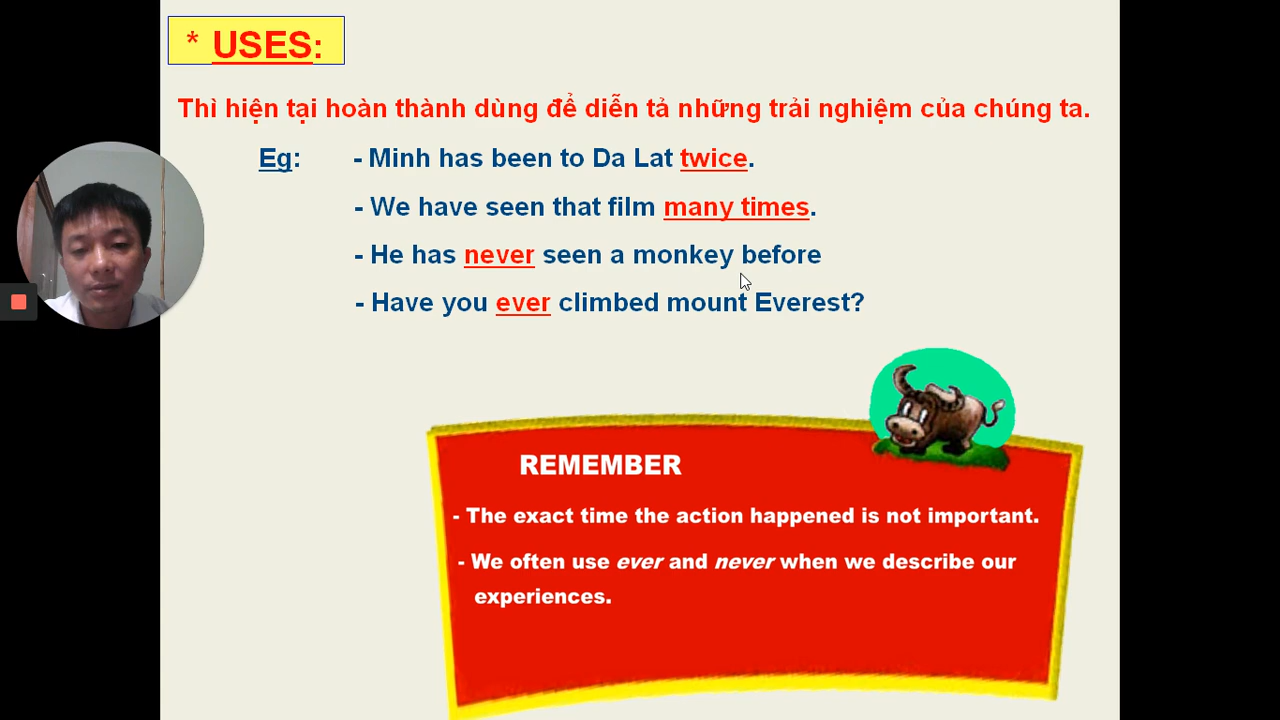 * USES:
Thì hiện tại hoàn thành dùng để diễn tả những trải nghiệm của chúng ta.
Eg: - Minh has been to Da Lat twice.
- We have seen that film many times.
- He has never seen a monkey before
- Have you ever climbed mount Everest?
REMEMBER
- The exact time the action happened is not important.
- We often use ever and never when we describe our
experiences.